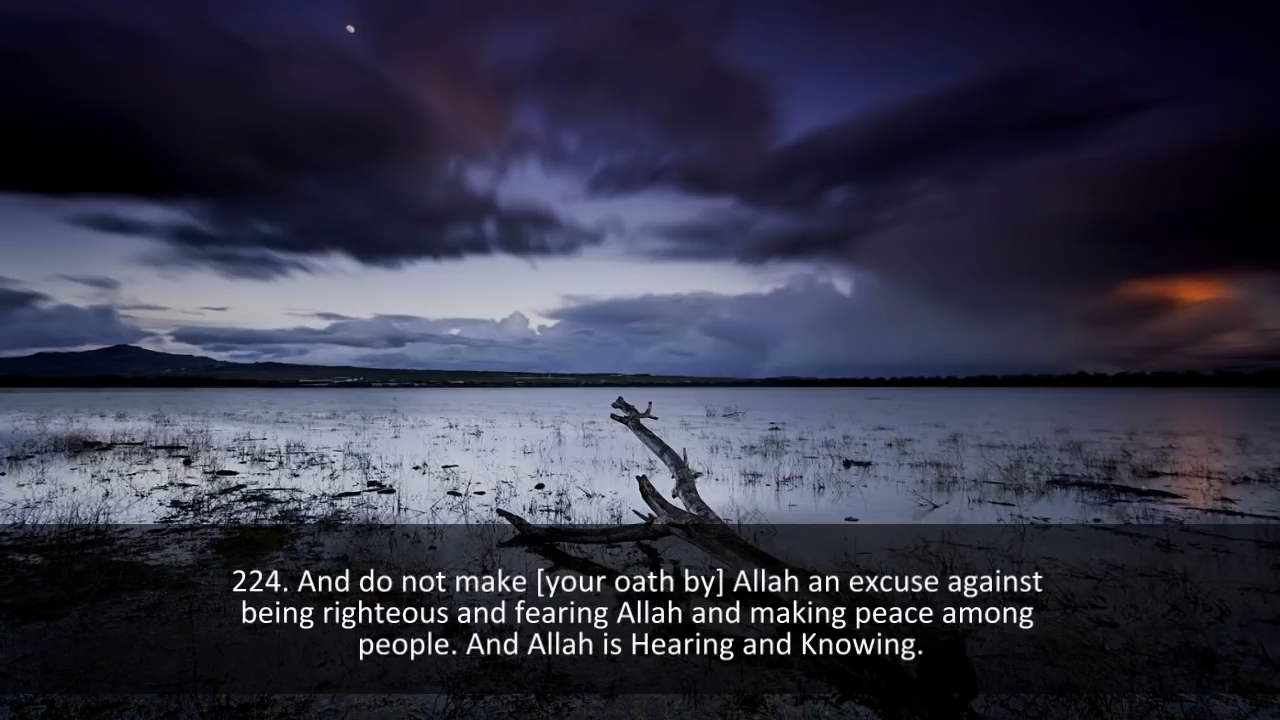 224. And do not make [your oath by] Allah an excuse against
being righteous and fearing Allah and making peace among
people. And Allah is Hearing and Knowing.